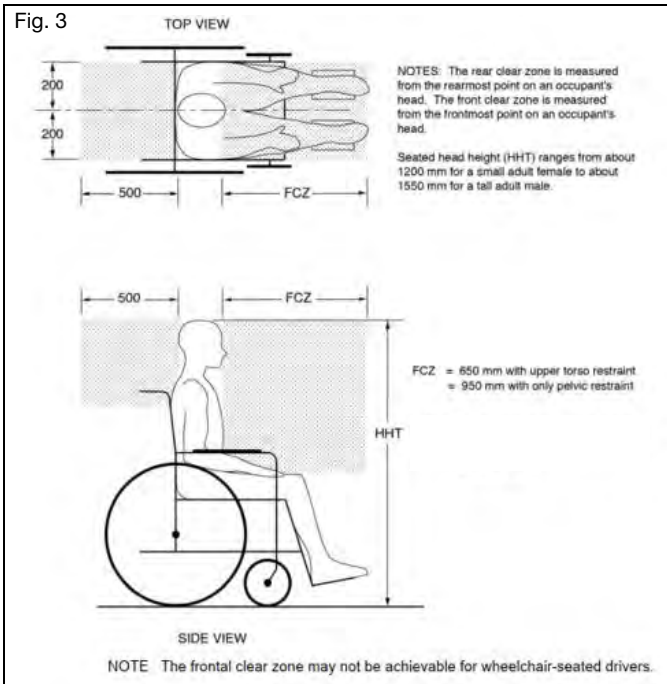 Fig. 3
TOP VIEW
200
200
500
FCZ
NOTES: The rear clear zone is measured
from the rearmost point on an occupant's
head. The front clear zone is measured
from the frontmost point on an occupant's
head.
Seated head height (HHT) ranges from about
1200 mm for a small adult female to about
1550 mm for a tall adult male.
500
FCZ
FCZ = 650 mm with upper torso restraint
= 950 mm with only pelvic restraint
HHT
SIDE VIEW
NOTE The frontal clear zone may not be achievable for wheelchair-seated drivers.